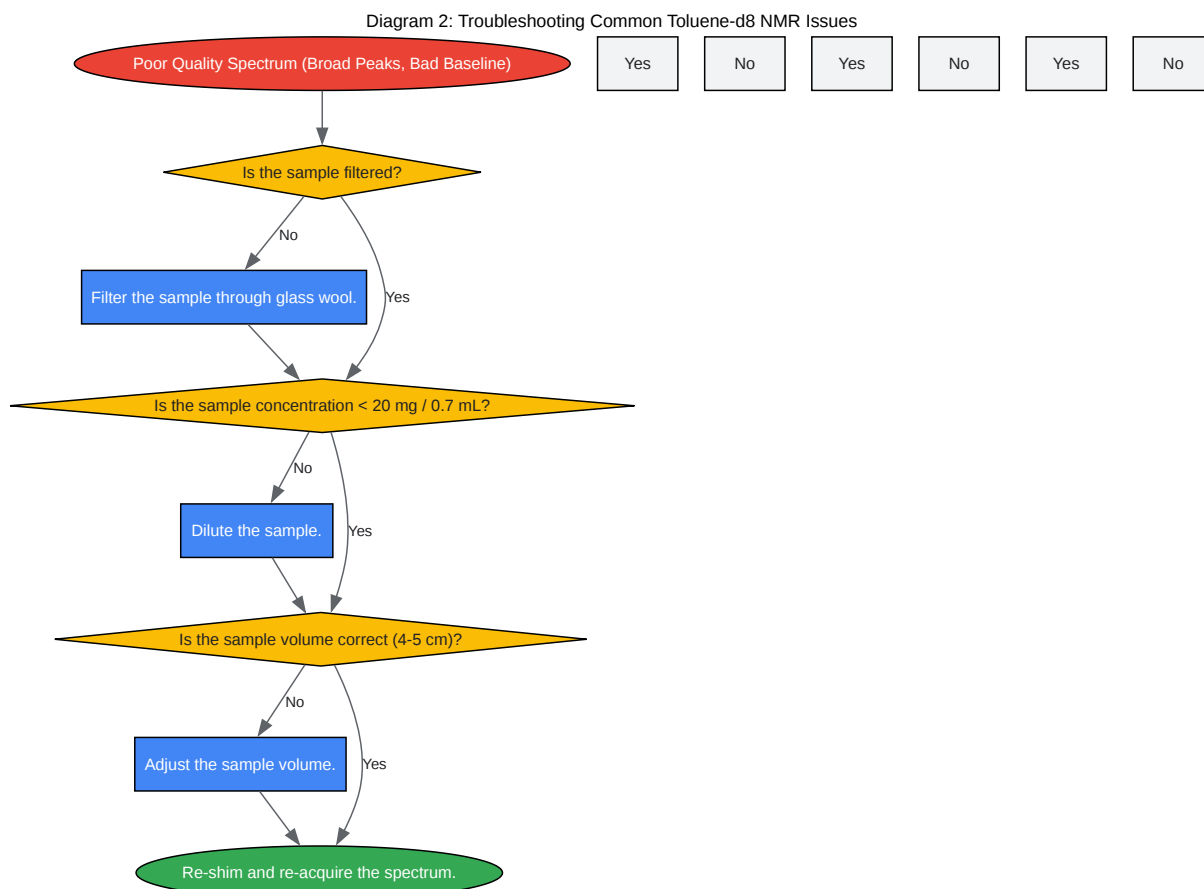 Diagram 2: Troubleshooting Common Toluene-d8 NMR Issues
Poor Quality Spectrum (Broad Peaks, Bad Baseline)
Yes
No
Yes
No
Yes
No
Is the sample filtered?
No
Filter the sample through glass wool.
Yes
Is the sample concentration < 20 mg / 0.7 mL?
No
Dilute the sample.
Yes
Is the sample volume correct (4-5 cm)?
No
Adjust the sample volume.
Yes
Re-shim and re-acquire the spectrum.